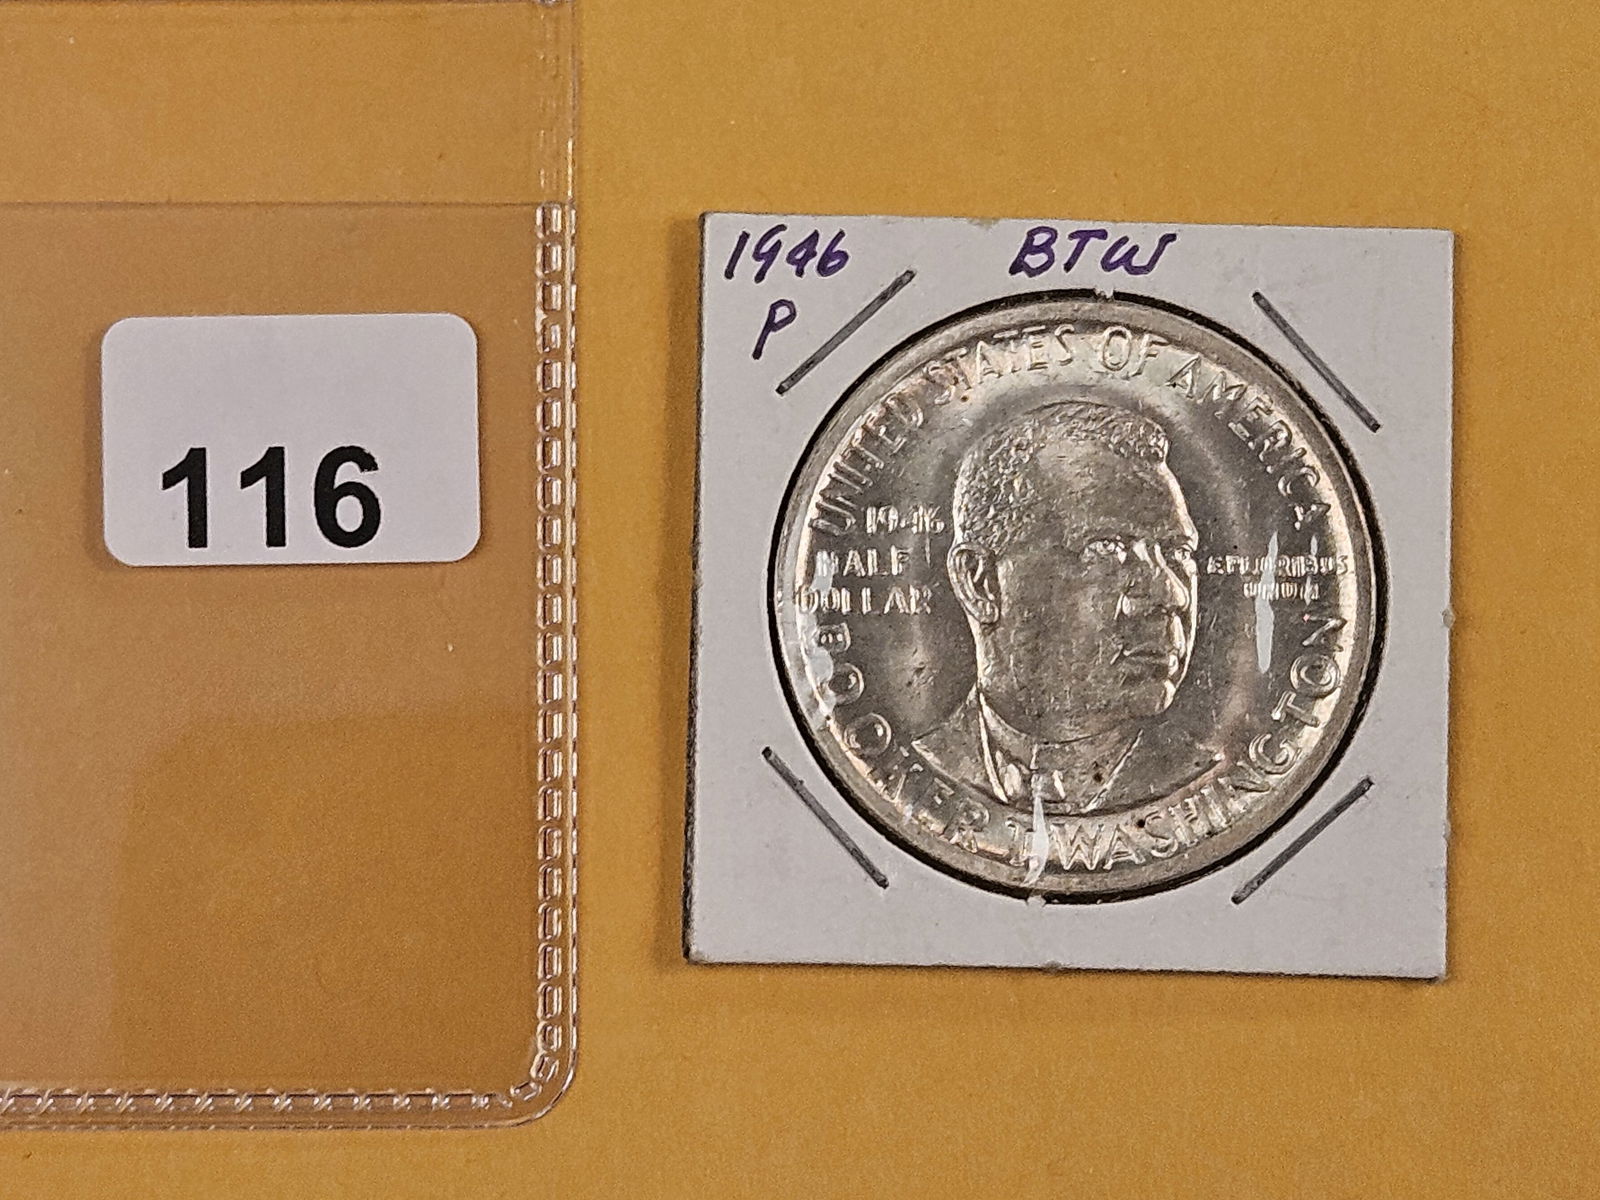 116
1946 BTW
P
UNITED STATES OF AMERICA
1946
HALF
DOLLAR
E PLURIBUS
UNUM
BOOKER T. WASHINGTON